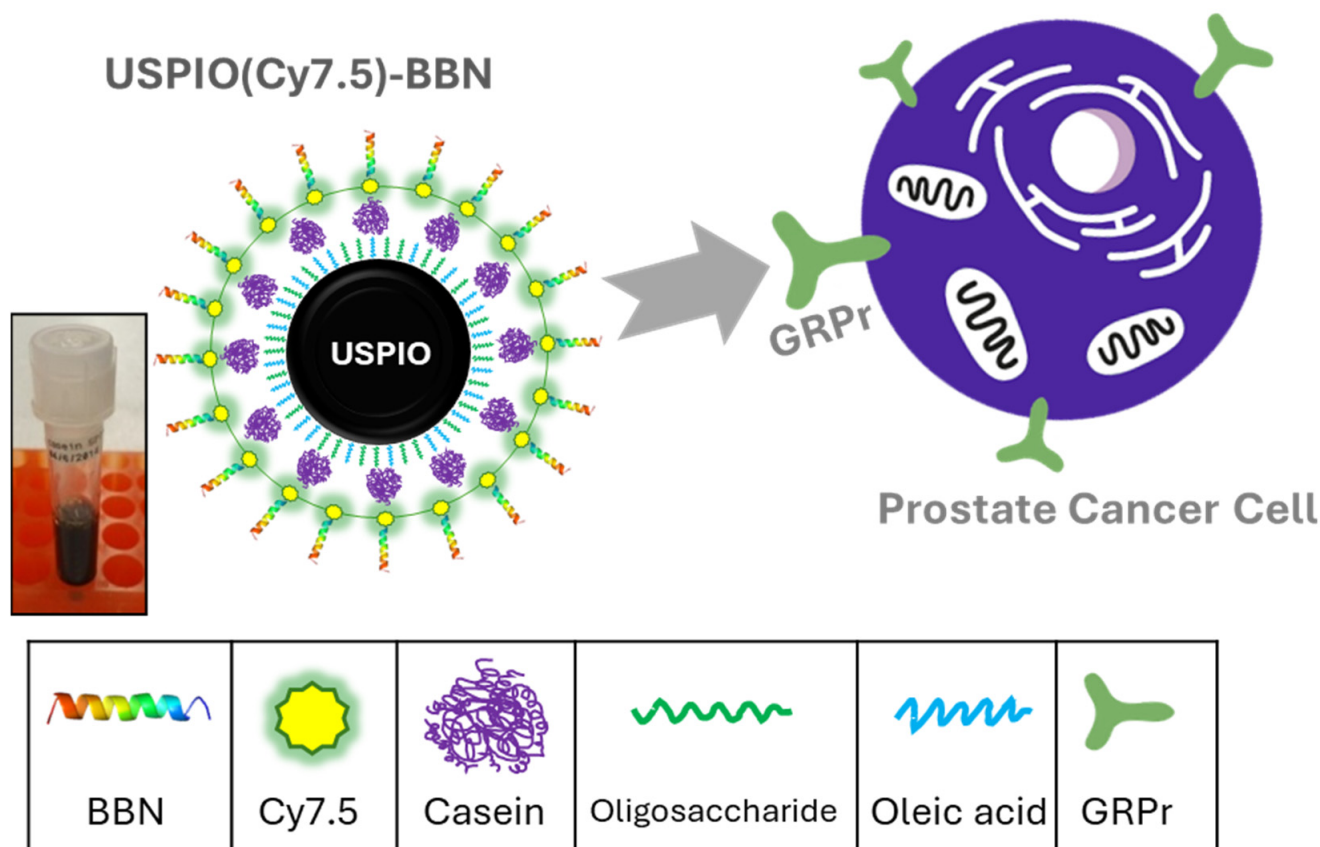 USPIO(Cy7.5)-BBN
USPIO
GRPr
Prostate Cancer Cell
BBN
Cy7.5
Casein
Oligosaccharide
Oleic acid
GRPr